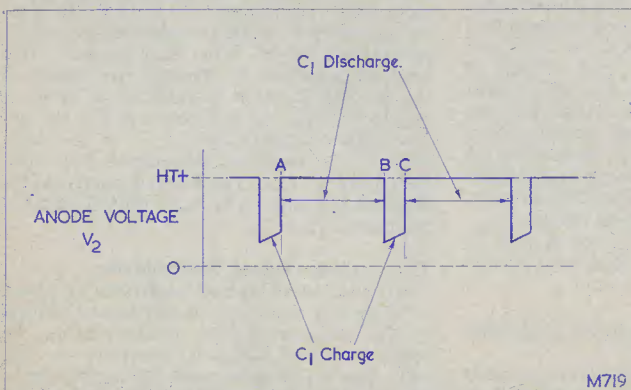 C₁ Discharge.
A B C
HT+
ANODE VOLTAGE
V₂
O
C₁ Charge
M719